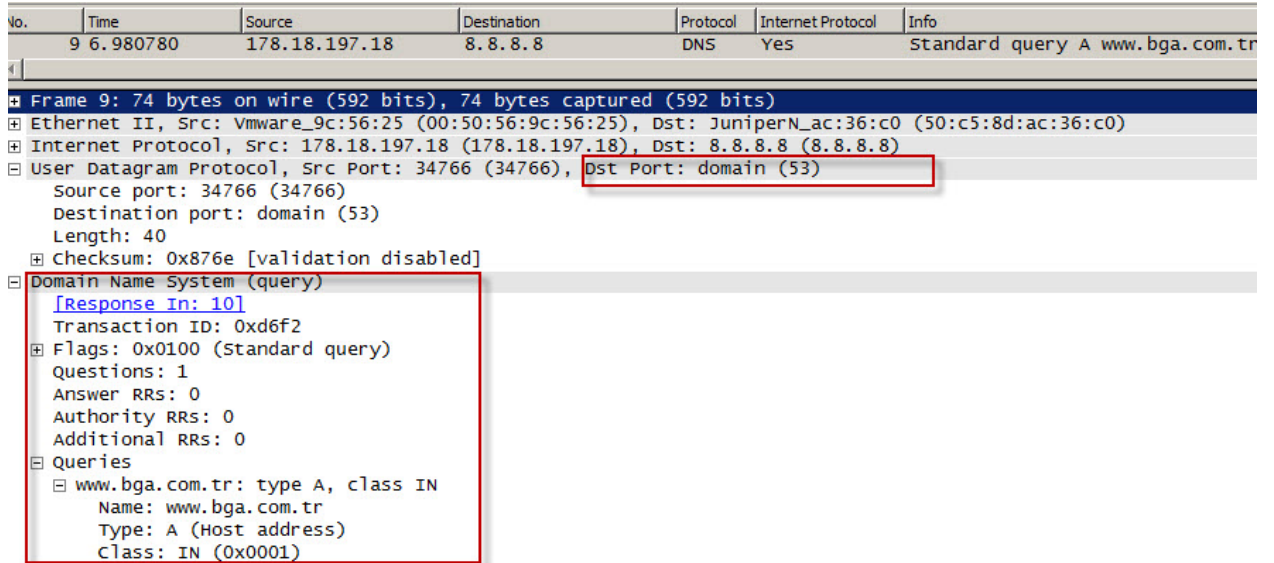 No. Time Source Destination Protocol Internet Protocol Info
9 6.980780 178.18.197.18 8.8.8.8 DNS Yes Standard query A www.bga.com.tr
Frame 9: 74 bytes on wire (592 bits), 74 bytes captured (592 bits)
Ethernet II, Src: Vmware_9c:56:25 (00:50:56:9c:56:25), Dst: JuniperN_ac:36:c0 (50:c5:8d:ac:36:c0)
Internet Protocol, Src: 178.18.197.18 (178.18.197.18), Dst: 8.8.8.8 (8.8.8.8)
User Datagram Protocol, Src Port: 34766 (34766), Dst Port: domain (53)
Source port: 34766 (34766)
Destination port: domain (53)
Length: 40
Checksum: 0x876e [validation disabled]
Domain Name System (query)
[Response In: 10]
Transaction ID: 0xd6f2
Flags: 0x0100 (Standard query)
Questions: 1
Answer RRs: 0
Authority RRs: 0
Additional RRs: 0
Queries
www.bga.com.tr: type A, class IN
Name: www.bga.com.tr
Type: A (Host address)
Class: IN (0x0001)